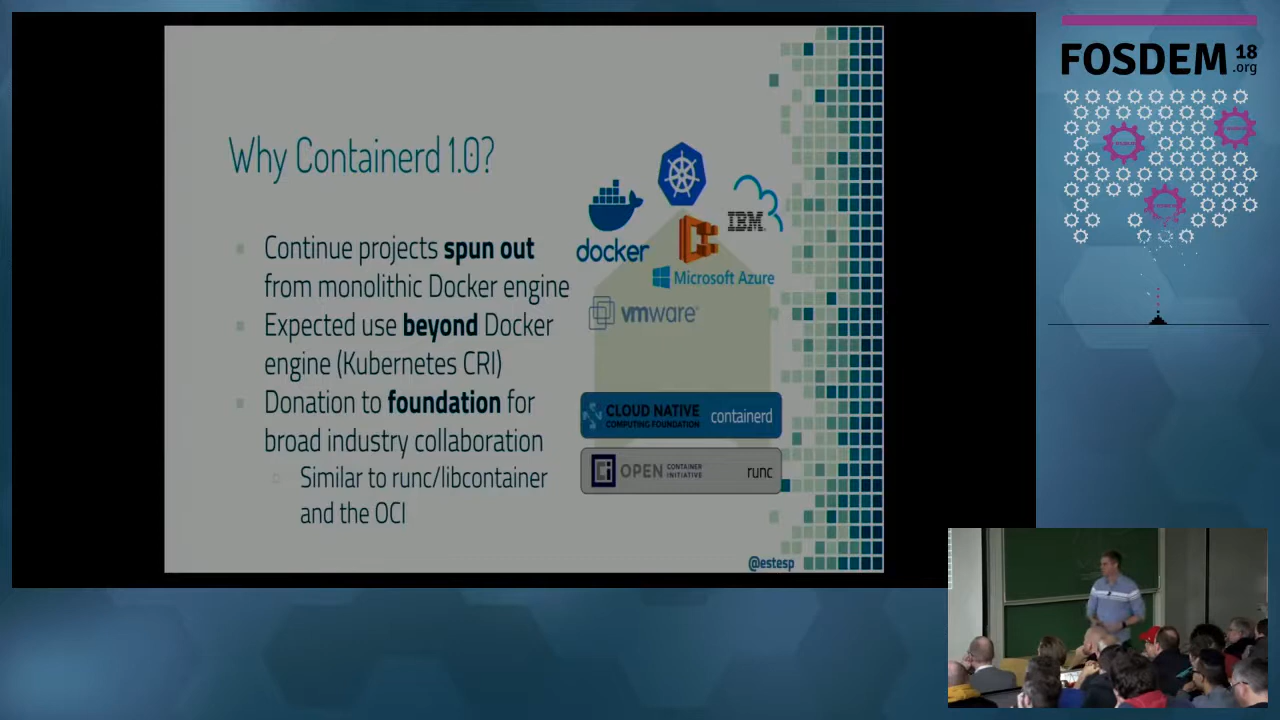 Why Containerd 1.0?
Continue projects spun out
from monolithic Docker engine
Expected use beyond Docker
engine (Kubernetes CRI)
Donation to foundation for
broad industry collaboration
Similar to runc/libcontainer
and the OCI
docker
IBM
Microsoft Azure
vmware
CLOUD NATIVE
COMPUTING FOUNDATION
containerd
OPEN
CONTAINER
INITIATIVE
runc
@estesp
FOSDEM 18
.org